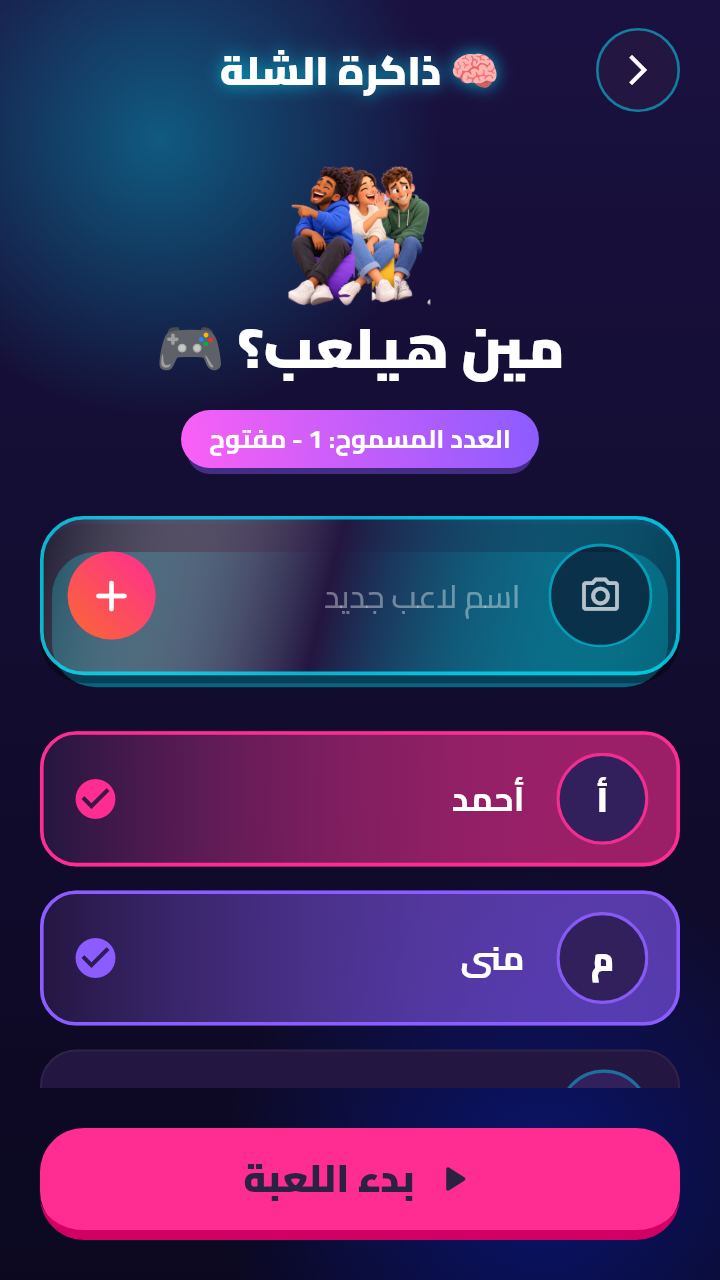 ذاكرة الشلة 🧠
مين هيلعب؟ 🎮
العدد المسموح: 1 - مفتوح
اسم لاعب جديد
أ
أحمد
م
منى
بدء اللعبة